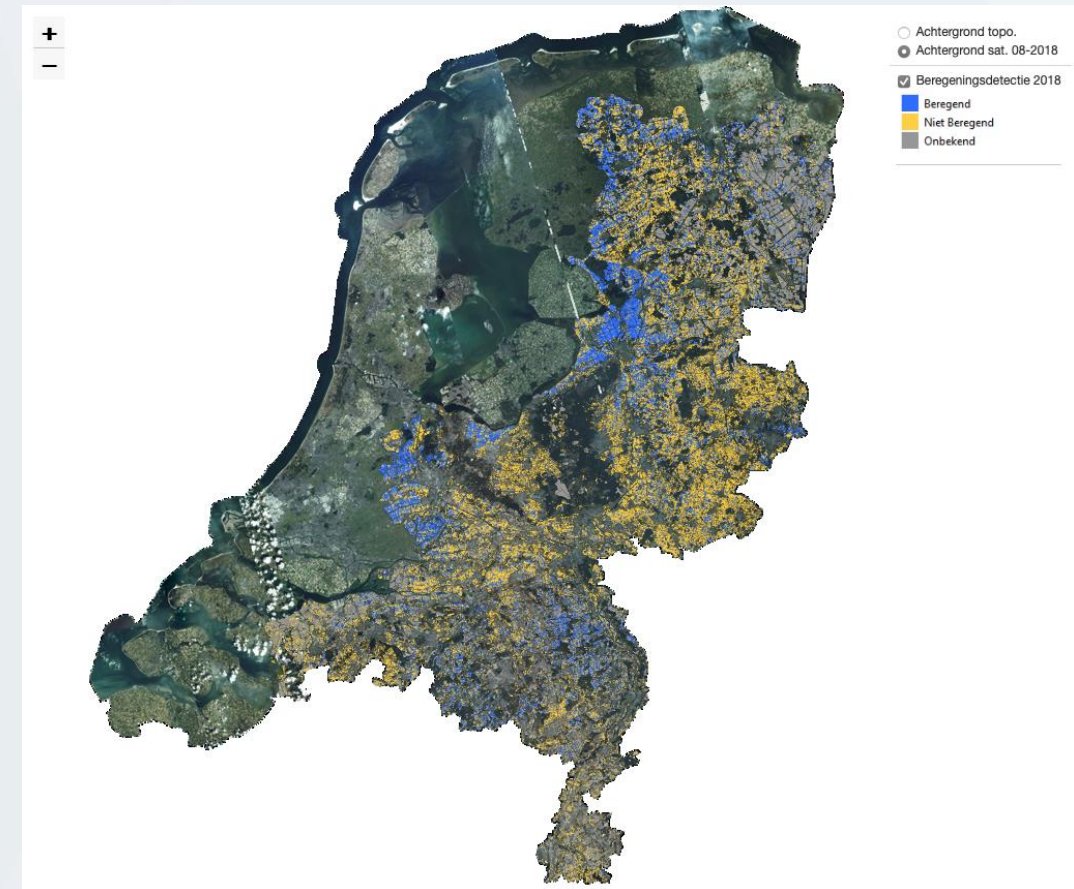 +
−
Achtergrond topo.
Achtergrond sat. 08-2018
Beregeningsdetectie 2018
Beregend
Niet Beregend
Onbekend